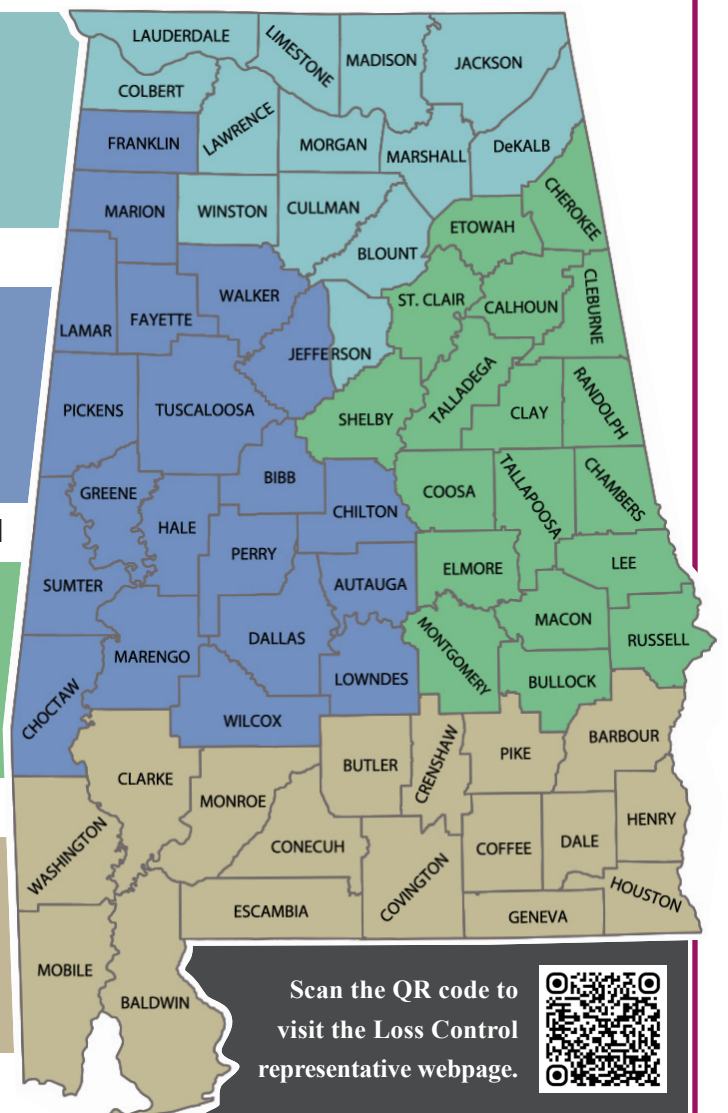 LAUDERDALE
LIMESTONE
MADISON
JACKSON
COLBERT
LAWRENCE
FRANKLIN
MORGAN
MARSHALL
DeKALB
MARION
WINSTON
CULLMAN
CHEROKEE
ETOWAH
BLOUNT
LAMAR
FAYETTE
WALKER
ST. CLAIR
CALHOUN
CLEBURNE
JEFFERSON
PICKENS
TUSCALOOSA
SHELBY
TALLADEGA
CLAY
RANDOLPH
GREENE
BIBB
COOSA
TALLAPOOSA
CHAMBERS
HALE
CHILTON
PERRY
SUMTER
AUTAUGA
ELMORE
LEE
MACON
DALLAS
MARENGO
LOWNDES
MONTGOMERY
RUSSELL
BULLOCK
CHOCTAW
WILCOX
CLARKE
MONROE
BUTLER
CRENSHAW
PIKE
BARBOUR
HENRY
WASHINGTON
CONECUH
COVINGTON
COFFEE
DALE
HOUSTON
ESCAMBIA
GENEVA
MOBILE
BALDWIN
Scan the QR code to
visit the Loss Control
representative webpage.